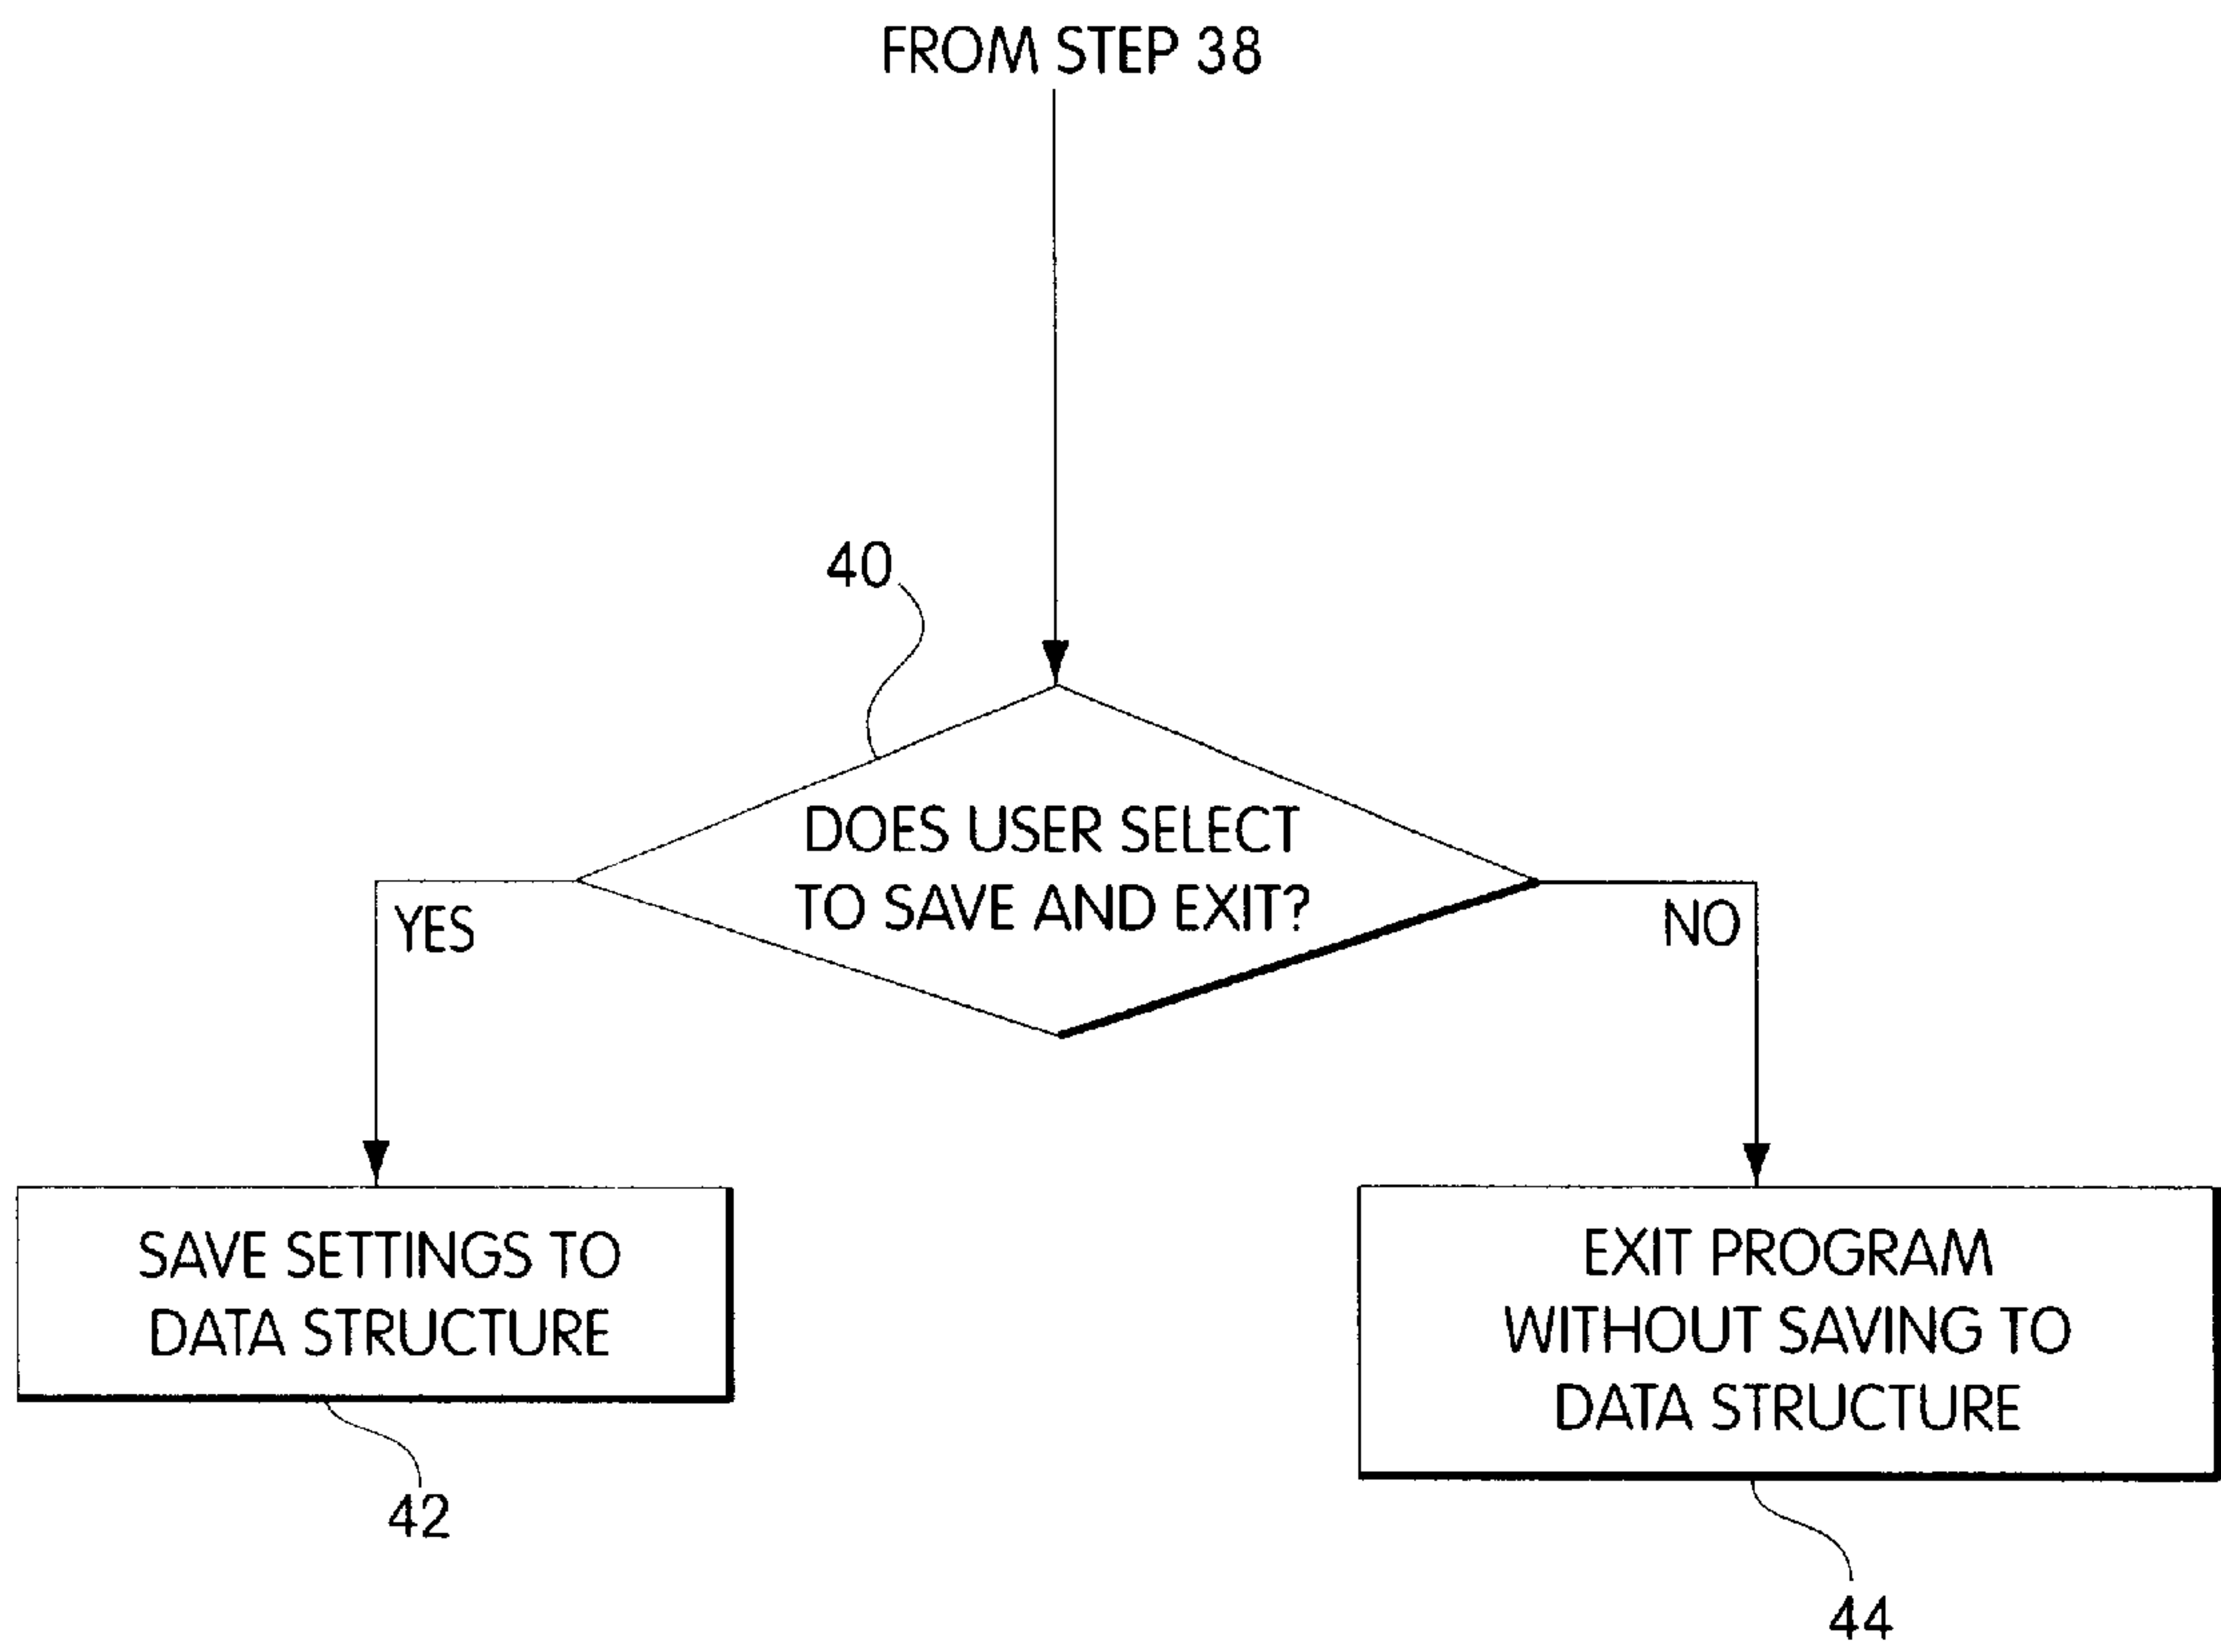 FROM STEP 38
40
DOES USER SELECT
TO SAVE AND EXIT?
YES
NO
SAVE SETTINGS TO
DATA STRUCTURE
42
EXIT PROGRAM
WITHOUT SAVING TO
DATA STRUCTURE
44